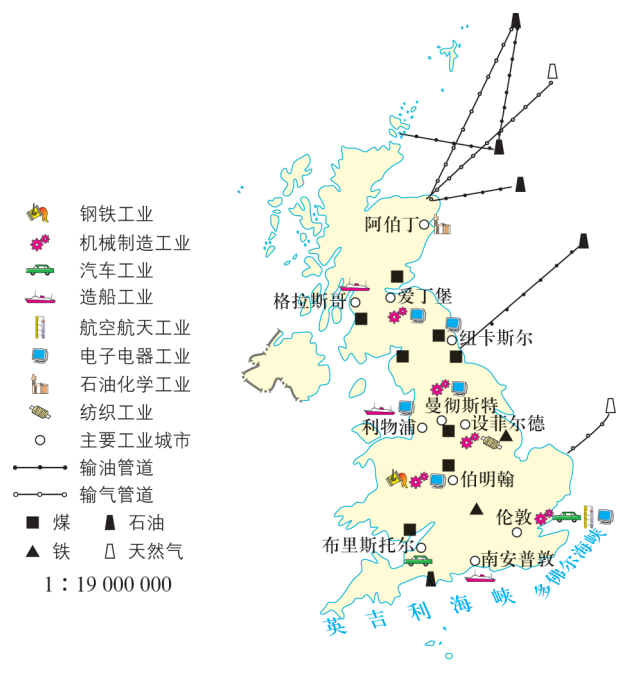 钢铁工业
机械制造工业
汽车工业
造船工业
航空航天工业
电子电器工业
石油化学工业
纺织工业
主要工业城市
输油管道
输气管道
煤 石油
铁 天然气
1：19 000 000
阿伯丁
格拉斯哥
爱丁堡
纽卡斯尔
曼彻斯特
利物浦
设菲尔德
伯明翰
伦敦
布里斯托尔
南安普敦
多佛尔海峡
英吉利海峡